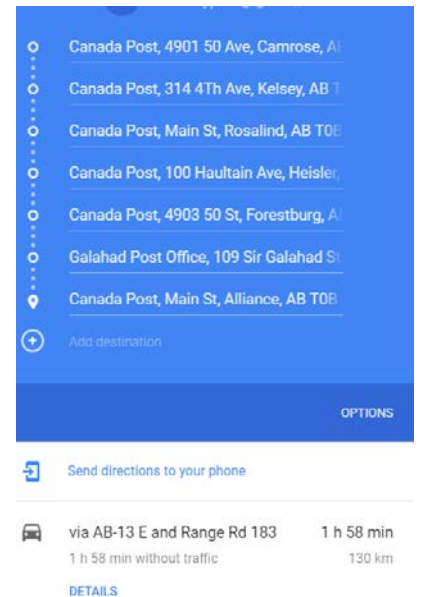 Canada Post, 4901 50 Ave, Camrose,
Canada Post, 314 4Th Ave, Kelsey, AB
Canada Post, Main St, Rosalind, AB T0B
Canada Post, 100 Haultain Ave, Heisler,
Canada Post, 4903 50 St, Forestburg,
Galahad Post Office, 109 Sir Galahad St
Canada Post, Main St, Alliance, AB T0B
Add destination
OPTIONS
Send directions to your phone
via AB-13 E and Range Rd 183 1 h 58 min
1 h 58 min without traffic 130 km
DETAILS